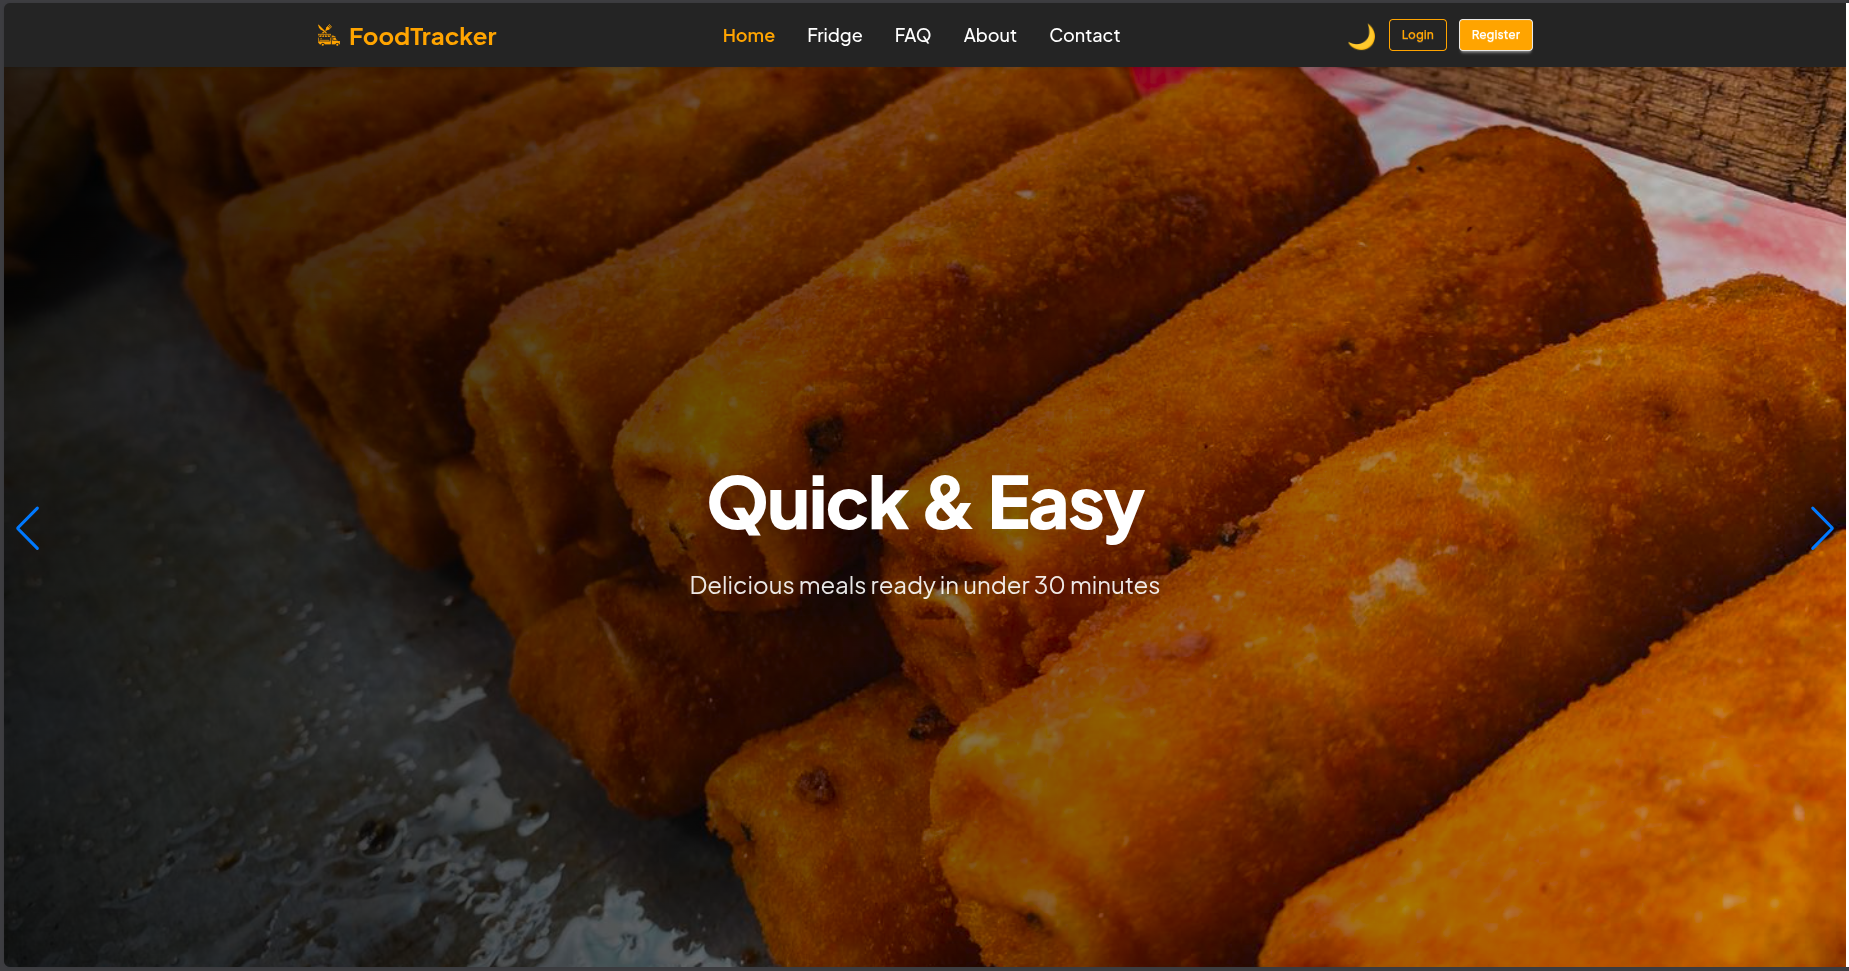 FoodTracker
Home Fridge FAQ About Contact
Login
Register
Quick & Easy
Delicious meals ready in under 30 minutes